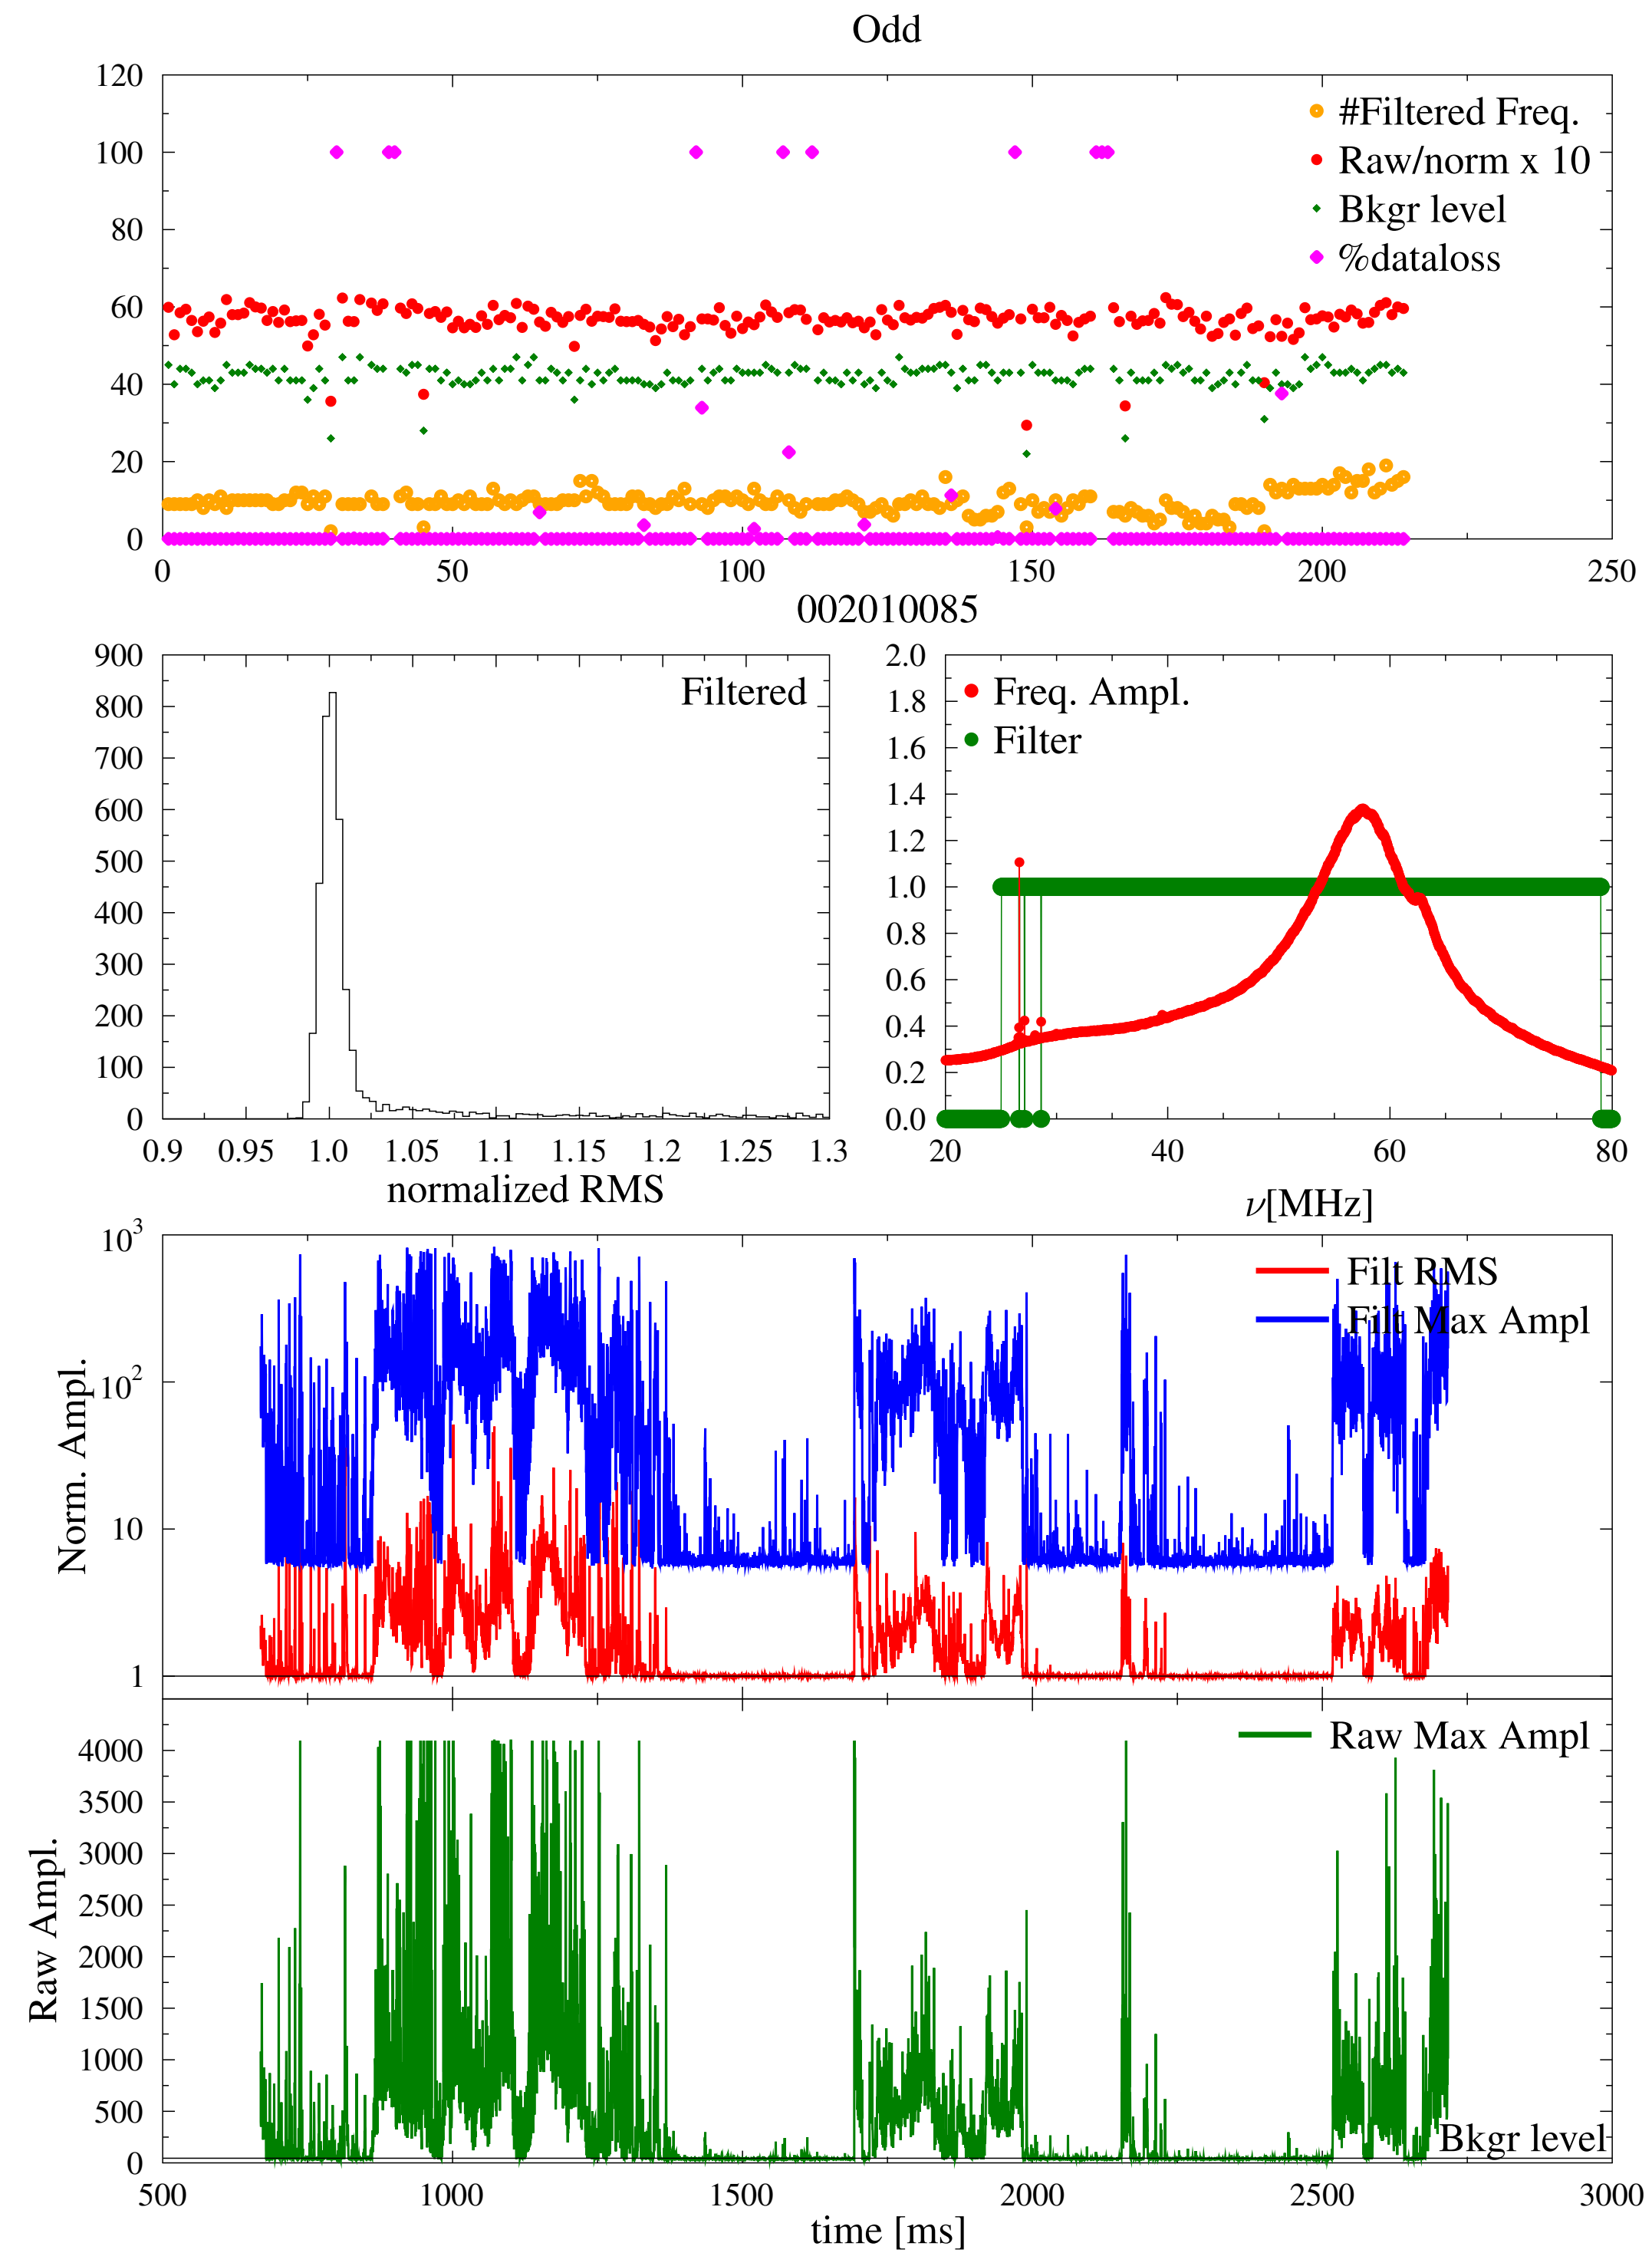 Odd
120
100
80
60
40
20
0
#Filtered Freq.
Raw/norm x 10
Bkgr level
%dataloss
0 50 100 150 200 250
002010085
900
800
700
600
500
400
300
200
100
0
Filtered
0.9 0.95 1.0 1.05 1.1 1.15 1.2 1.25 1.3
normalized RMS
2.0
1.8
1.6
1.4
1.2
1.0
0.8
0.6
0.4
0.2
0.0
Freq. Ampl.
Filter
20 40 60 80
ν[MHz]
Norm. Ampl.
10³
10²
10
1
Filt RMS
Filt Max Ampl
Raw Ampl.
4000
3500
3000
2500
2000
1500
1000
500
0
Raw Max Ampl
Bkgr level
500 1000 1500 2000 2500 3000
time [ms]